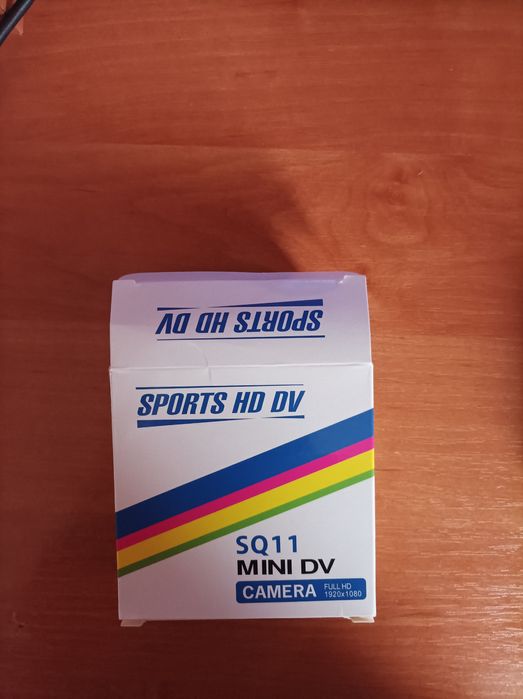 SPORTS HD DV
SPORTS HD DV
SQ11
MINI DV
CAMERA
FULL HD
1920x1080